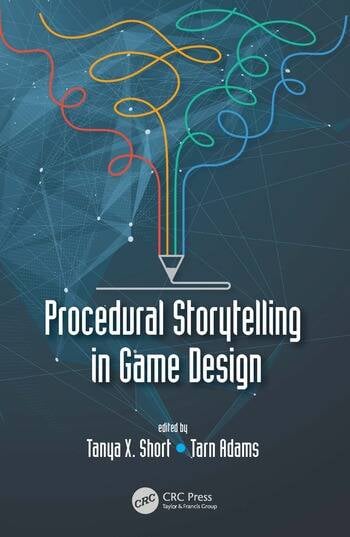 Procedural Storytelling
in Game Design
edited by
Tanya X. Short • Tarn Adams
CRC
CRC Press
Taylor & Francis Group